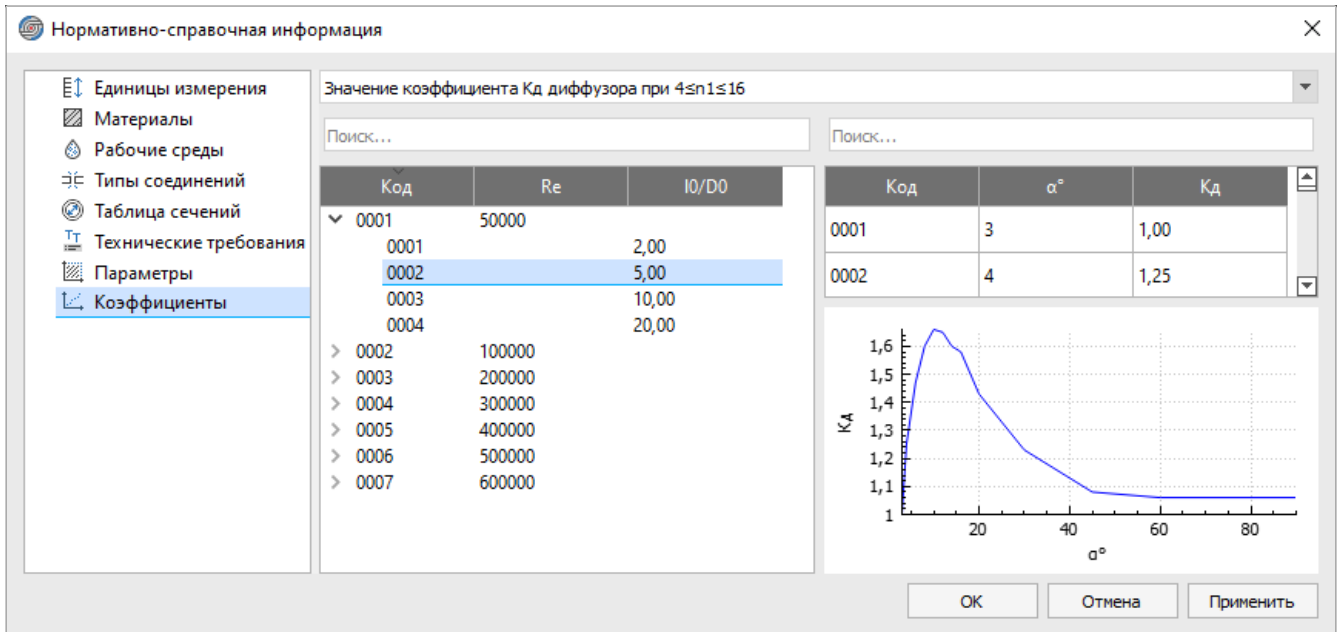 Нормативно-справочная информация
Единицы измерения
Материалы
Рабочие среды
Типы соединений
Таблица сечений
Технические требования
Параметры
Коэффициенты
Значение коэффициента Kд диффузора при 4≤n1≤16
Поиск...
Поиск...
Код Re l0/D0
0001 50000
0001 2,00
0002 5,00
0003 10,00
0004 20,00
0002 100000
0003 200000
0004 300000
0005 400000
0006 500000
0007 600000
Код α° Kд
0001 3 1,00
0002 4 1,25
Kд
1,6
1,5
1,4
1,3
1,2
1,1
1
20 40 60 80
α°
OK Отмена Применить